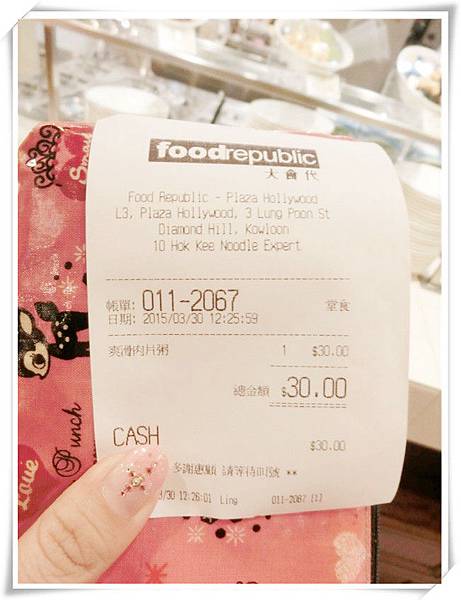 foodrepublic
大食代
Food Republic - Plaza Hollywood
L3, Plaza Hollywood, 3 Lung Poon St
Diamond Hill, Kowloon
10 Hok Kee Noodle Expert
帳單: 011-2067 堂食
日期: 2015/03/30 12:25:59
爽滑肉片粥 1 $30.00
總金額 $30.00
CASH $30.00
多謝惠顧 請等待叫號 **
/30 12:26:01 Ling 011-2067 [1]
Love
Punch